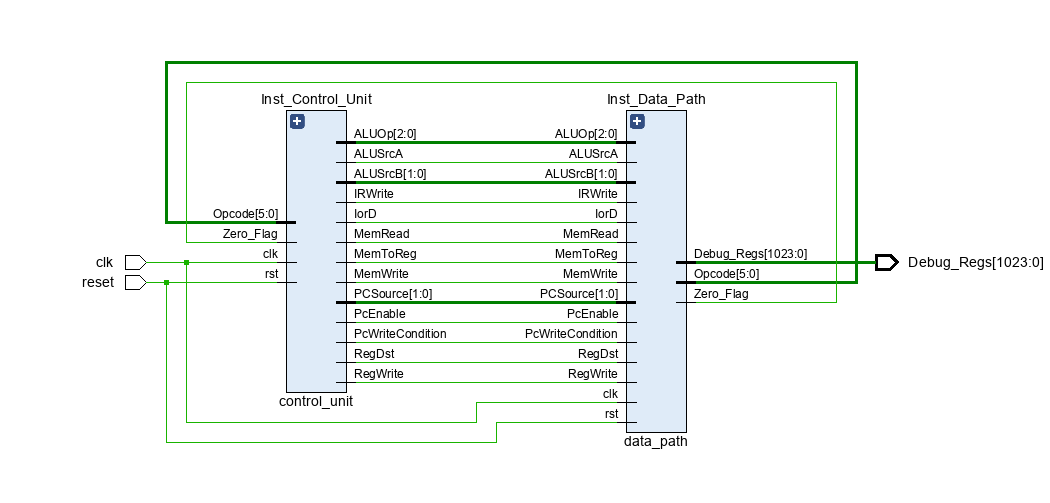 Inst_Control_Unit
Inst_Data_Path
ALUOp[2:0]
ALUOp[2:0]
ALUSrcA
ALUSrcA
ALUSrcB[1:0]
ALUSrcB[1:0]
IRWrite
IRWrite
Opcode[5:0]
IorD
IorD
Zero_Flag
MemRead
MemRead
clk
clk
MemToReg
MemToReg
Debug_Regs[1023:0]
Debug_Regs[1023:0]
reset
rst
MemWrite
MemWrite
Opcode[5:0]
PCSource[1:0]
PCSource[1:0]
Zero_Flag
PcEnable
PcEnable
PcWriteCondition
PcWriteCondition
RegDst
RegDst
RegWrite
RegWrite
clk
control_unit
rst
data_path